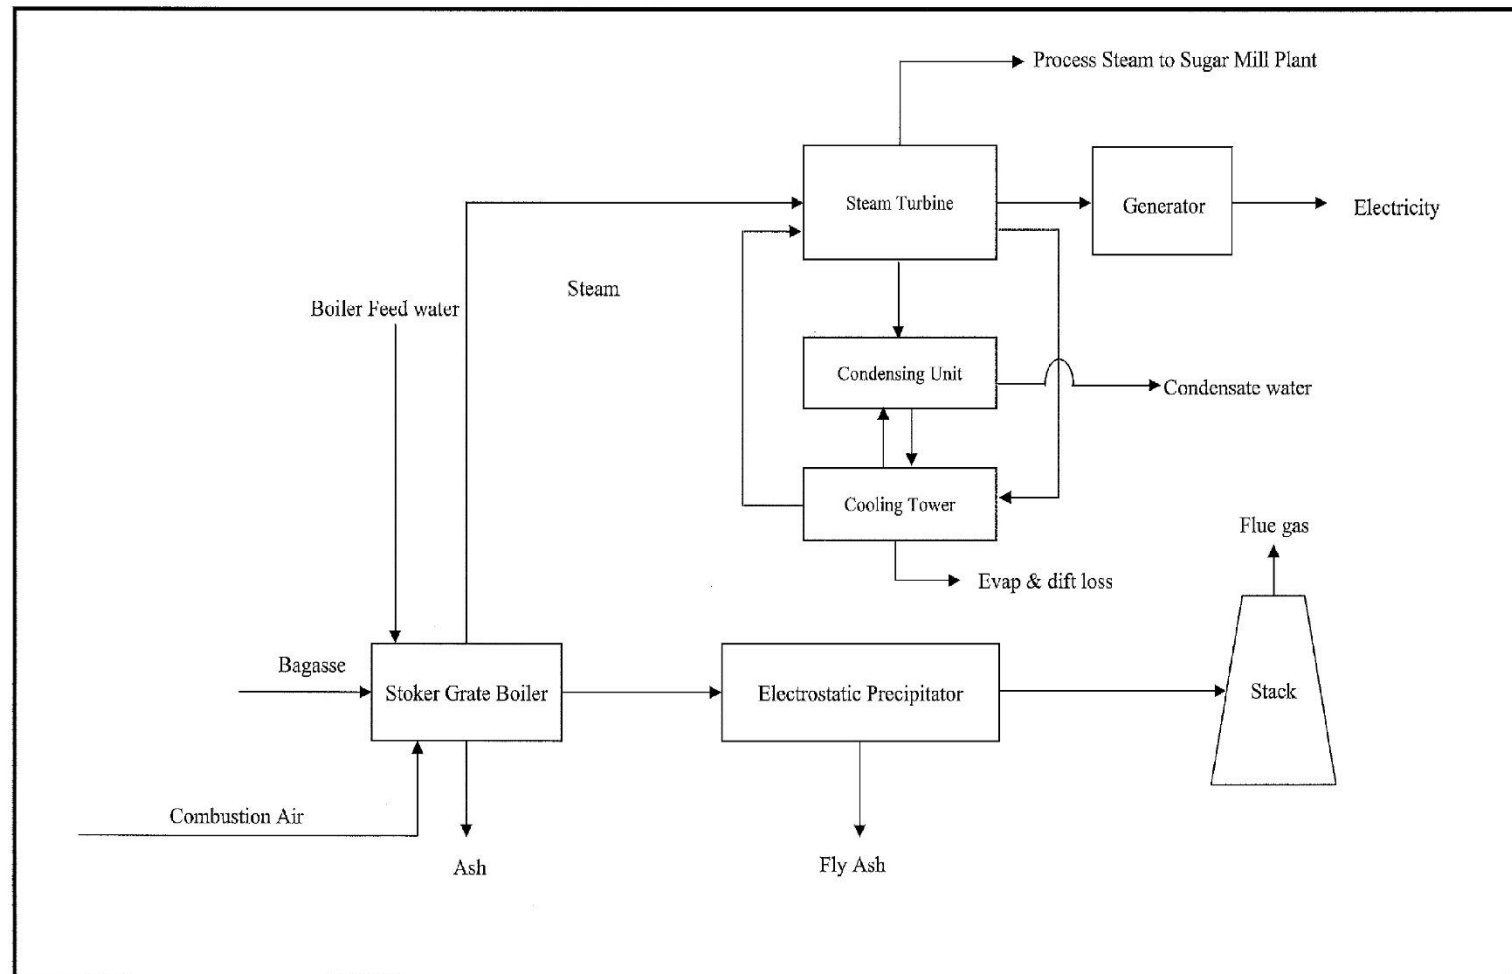 Process Steam to Sugar Mill Plant
Steam Turbine
Generator
Electricity
Steam
Boiler Feed water
Condensing Unit
Condensate water
Cooling Tower
Flue gas
Evap & dift loss
Bagasse
Stoker Grate Boiler
Electrostatic Precipitator
Stack
Combustion Air
Ash
Fly Ash